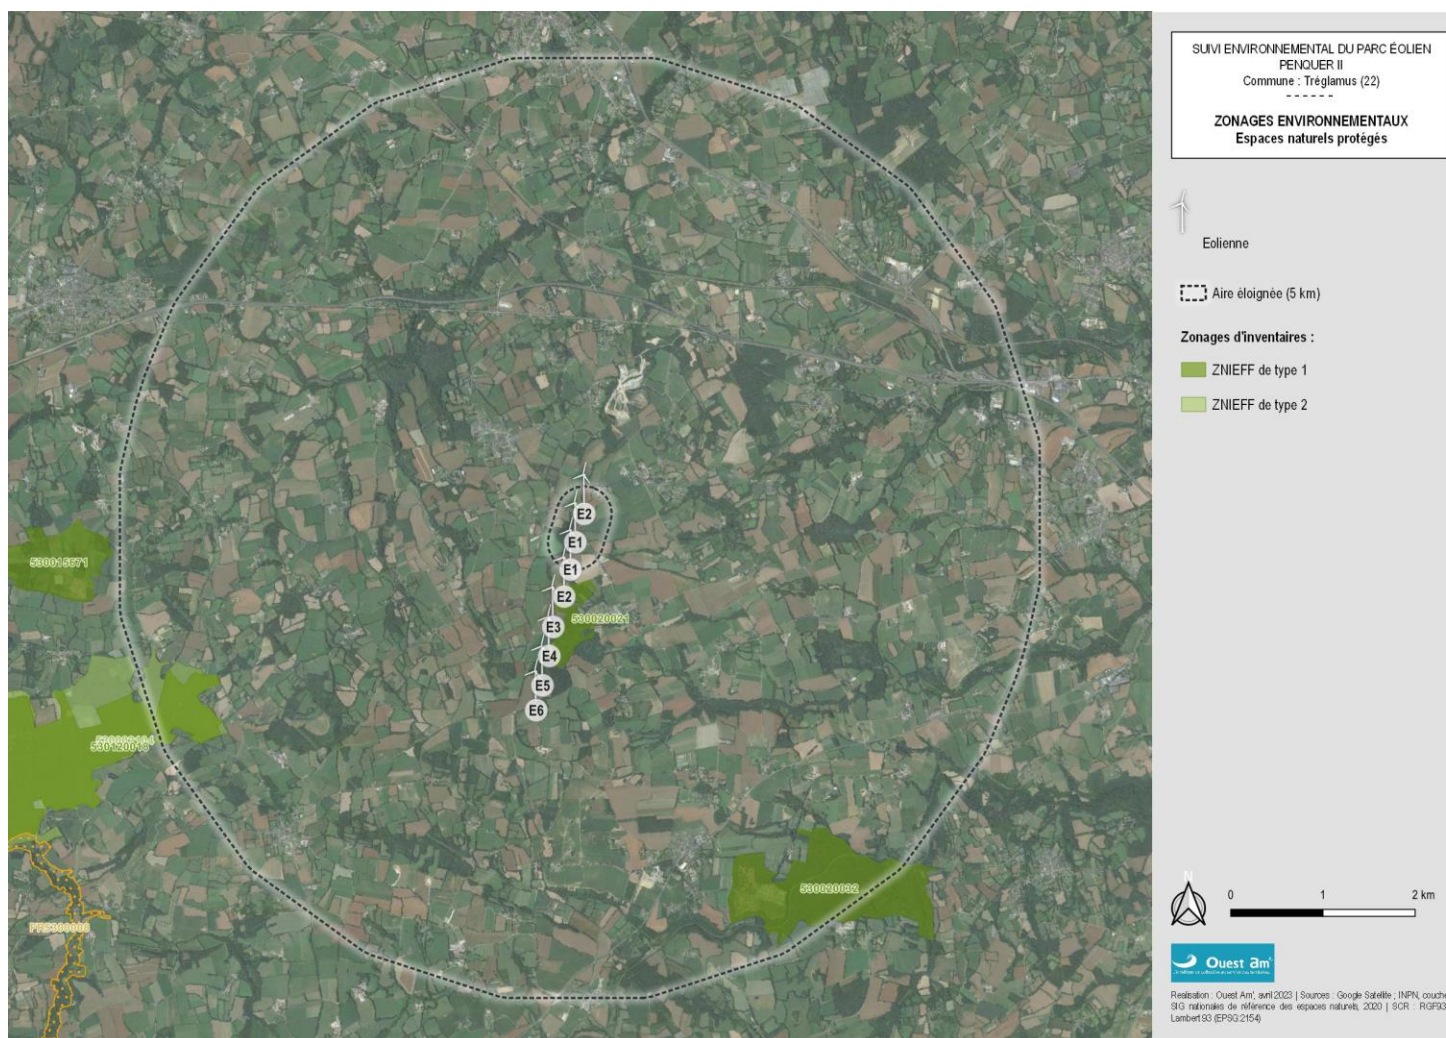 SUIVI ENVIRONNEMENTAL DU PARC ÉOLIEN
PENQUER II
Commune : Tréglamus (22)
ZONAGES ENVIRONNEMENTAUX
Espaces naturels protégés
Eolienne
Aire éloignée (5 km)
Zonages d'inventaires :
ZNIEFF de type 1
ZNIEFF de type 2
E2
E1
E1
E2
E3
E4
E5
E6
530015671
530020021
530120018
530020032
N
0 1 2 km
Ouest am'
Realisation : Ouest Am', avril 2023 | Sources : Google Satellite ; INPN, couche
SIG nationales de référence des espaces naturels, 2020 | SCR : RGF93
Lambert 93 (EPSG:2154)